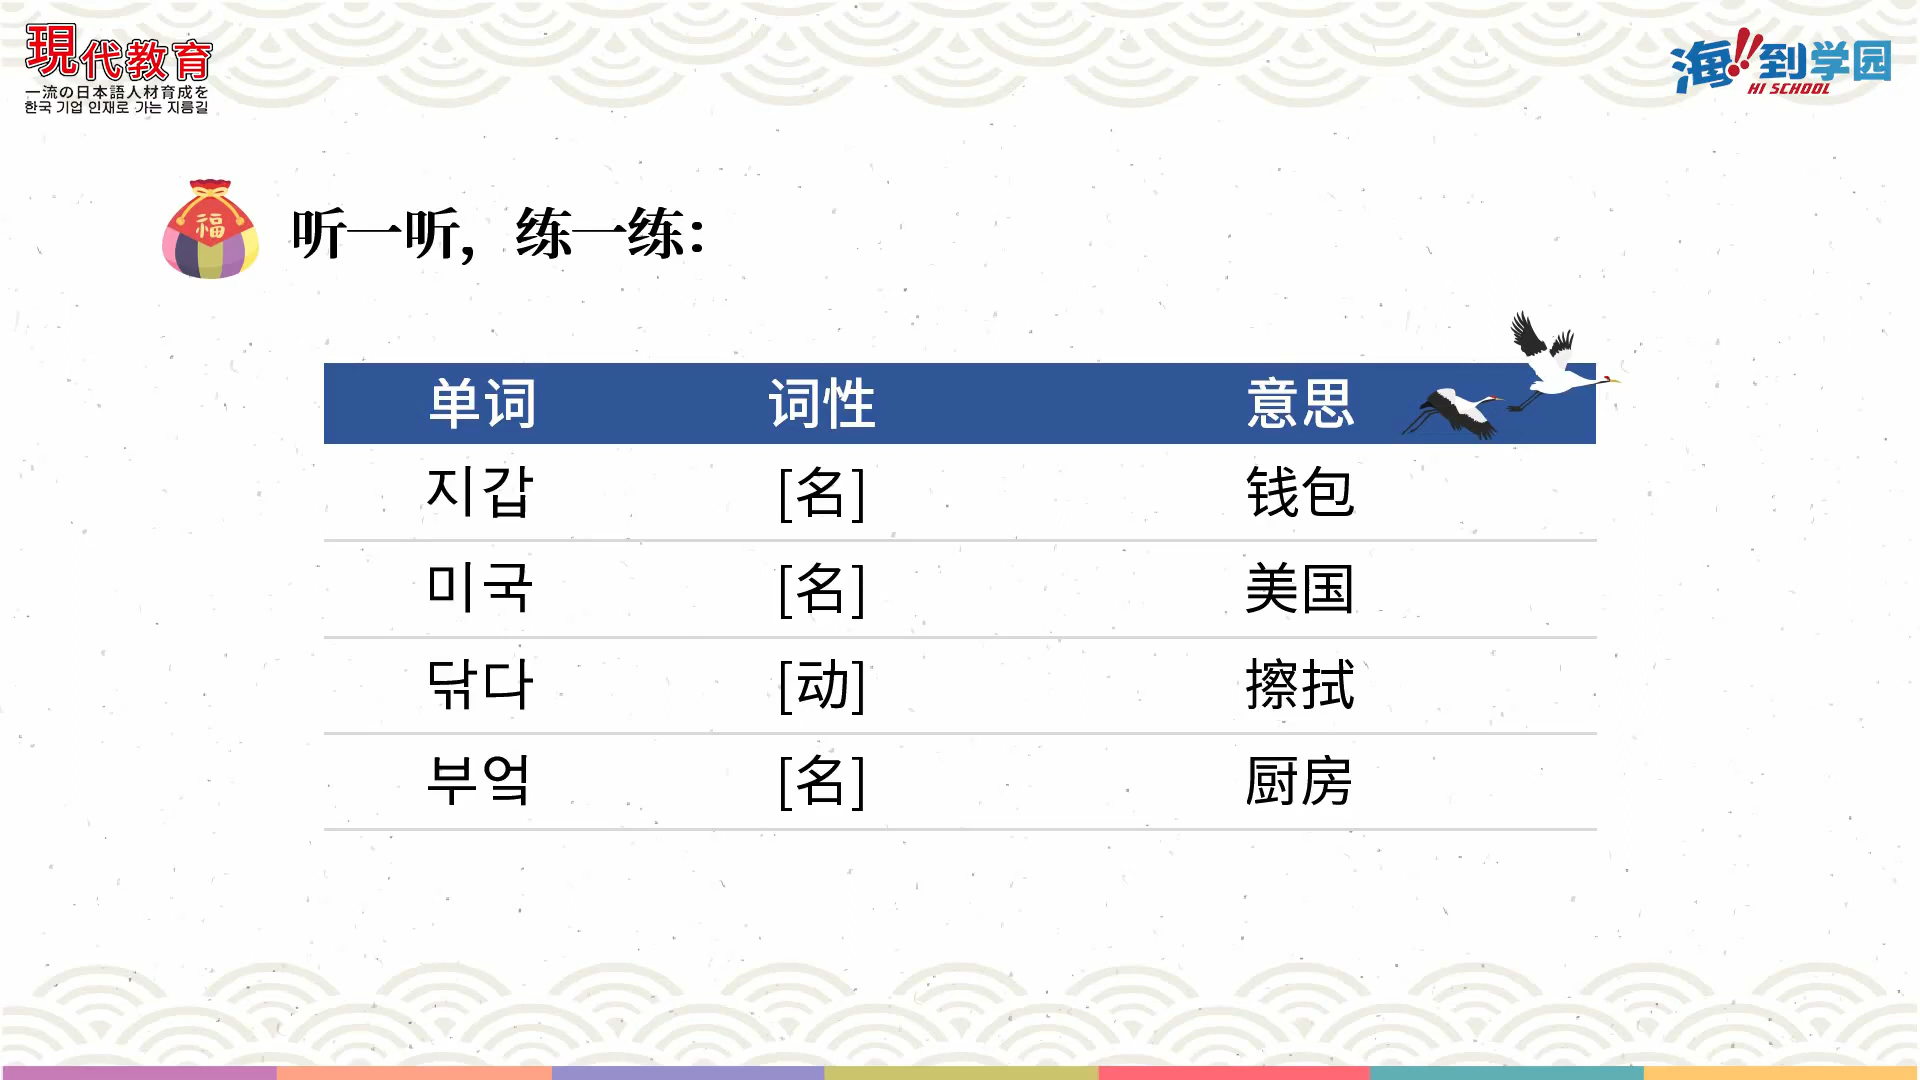 現代教育
一流の日本語人材育成を
한국 기업 인재로 가는 지름길
海!!到学园
HI SCHOOL
福
听一听，练一练：
单词 词性 意思
지갑 [名] 钱包
미국 [名] 美国
닦다 [动] 擦拭
부엌 [名] 厨房